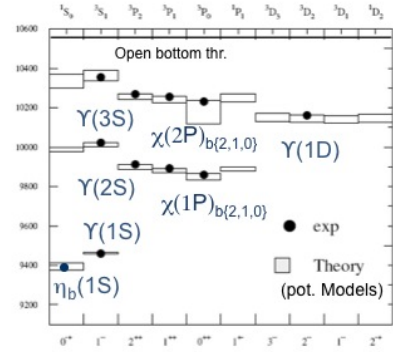 ¹S₀ ³S₁ ³P₂ ³P₁ ³P₀ ¹P₁ ³D₃ ³D₂ ³D₁ ¹D₂
10600
Open bottom thr.
10400
ϒ(3S)
χ(2P)b{2,1,0}
ϒ(1D)
10200
10000
ϒ(2S)
χ(1P)b{2,1,0}
9800
ϒ(1S)
exp
9600
Theory
(pot. Models)
9400
ηb(1S)
9200
0⁻⁺ 1⁻⁻ 2⁺⁺ 1⁺⁺ 0⁺⁺ 1⁺⁻ 3⁻⁻ 2⁻⁻ 1⁻⁻ 2⁻⁺